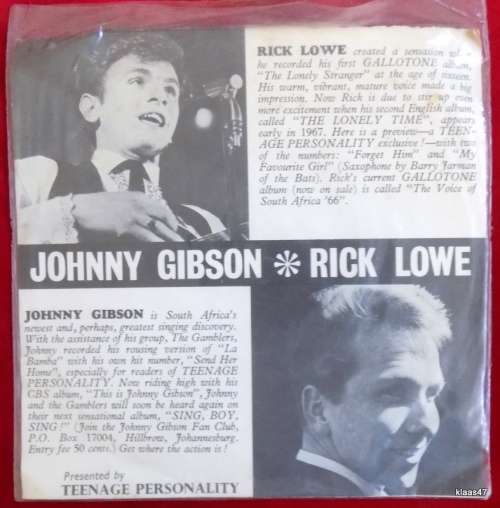 RICK LOWE created a sensation
he recorded his first GALLOTONE album,
"The Lonely Stranger" at the age of sixteen.
His warm, vibrant, mature voice made a big
impression. Now Rick is due to stir up even
more excitement when his second English album,
called "THE LONELY TIME", appears
early in 1967. Here is a preview—a TEEN-
AGE PERSONALITY exclusive!—with two
of the numbers: "Forget Him" and "My
Favourite Girl" (Saxophone by Barry Jarman
of the Bats). Rick's current GALLOTONE
album (now on sale) is called "The Voice of
South Africa '66".
JOHNNY GIBSON * RICK LOWE
JOHNNY GIBSON is South Africa's
newest and, perhaps, greatest singing discovery.
With the assistance of his group, The Gamblers,
Johnny recorded his rousing version of "La
Bamba" with his own hit number, "Send Her
Home", especially for readers of TEENAGE
PERSONALITY. Now riding high with his
CBS album, "This is Johnny Gibson", Johnny
and the Gamblers will soon be heard again on
their next sensational album, "SING, BOY,
SING!" (Join the Johnny Gibson Fan Club,
P.O. Box 17004, Hillbrow, Johannesburg.
Entry fee 50 cents.) Get where the action is!
Presented by
TEENAGE PERSONALITY
klaas47